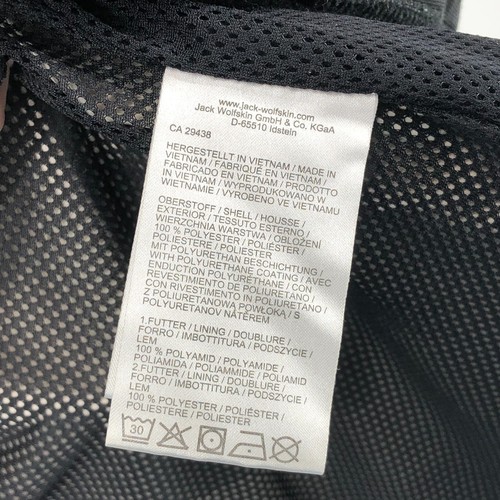 www.jack-wolfskin.com
Jack Wolfskin GmbH & Co. KGaA
D-65510 Idstein
CA 29438
HERGESTELLT IN VIETNAM / MADE IN
VIETNAM / FABRIQUÉ EN VIETNAM /
FABRICADO EN VIETNAM / PRODOTTO
IN VIETNAM / WYPRODUKOWANO W
WIETNAMIE / VYROBENO VE VIETNAMU
OBERSTOFF / SHELL / HOUSSE /
EXTERIOR / TESSUTO ESTERNO /
WIERZCHNIA WARSTWA / OBLOŽENÍ
100 % POLYESTER / POLIÉSTER /
POLIESTERE / POLIESTER
MIT POLYURETHAN BESCHICHTUNG /
WITH POLYURETHANE COATING / AVEC
ENDUCTION POLYURETHANE / CON
REVESTIMIENTO DE POLIURETANO /
CON RIVESTIMENTO IN POLIURETANO /
Z POLIURETANOWĄ POWŁOKĄ / S
POLYURETANOVÝM NÁTĚREM
1.FUTTER / LINING / DOUBLURE /
FORRO / IMBOTTITURA / PODSZYCIE /
LEM
100 % POLYAMID / POLYAMIDE /
POLIAMIDA / POLIAMMIDE / POLIAMID
2.FUTTER / LINING / DOUBLURE /
FORRO / IMBOTTITURA / PODSZYCIE /
LEM
100 % POLYESTER / POLIÉSTER /
POLIESTERE / POLIESTER
30